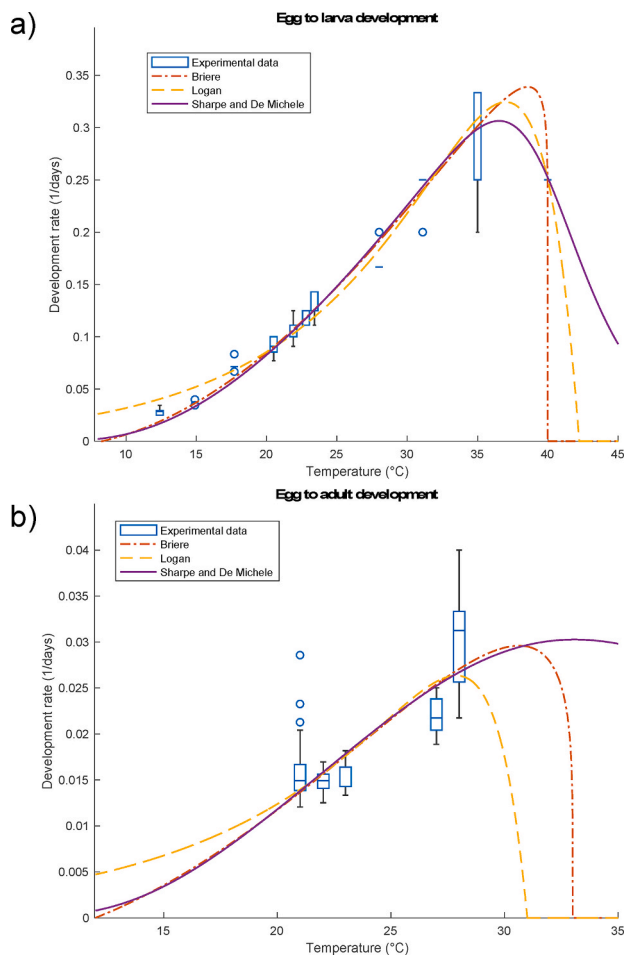 a)
Egg to larva development
Experimental data
Briere
Logan
Sharpe and De Michele
Development rate (1/days)
0.35
0.3
0.25
0.2
0.15
0.1
0.05
0
10 15 20 25 30 35 40 45
Temperature (°C)
b)
Egg to adult development
Experimental data
Briere
Logan
Sharpe and De Michele
Development rate (1/days)
0.04
0.035
0.03
0.025
0.02
0.015
0.01
0.005
0
15 20 25 30 35
Temperature (°C)